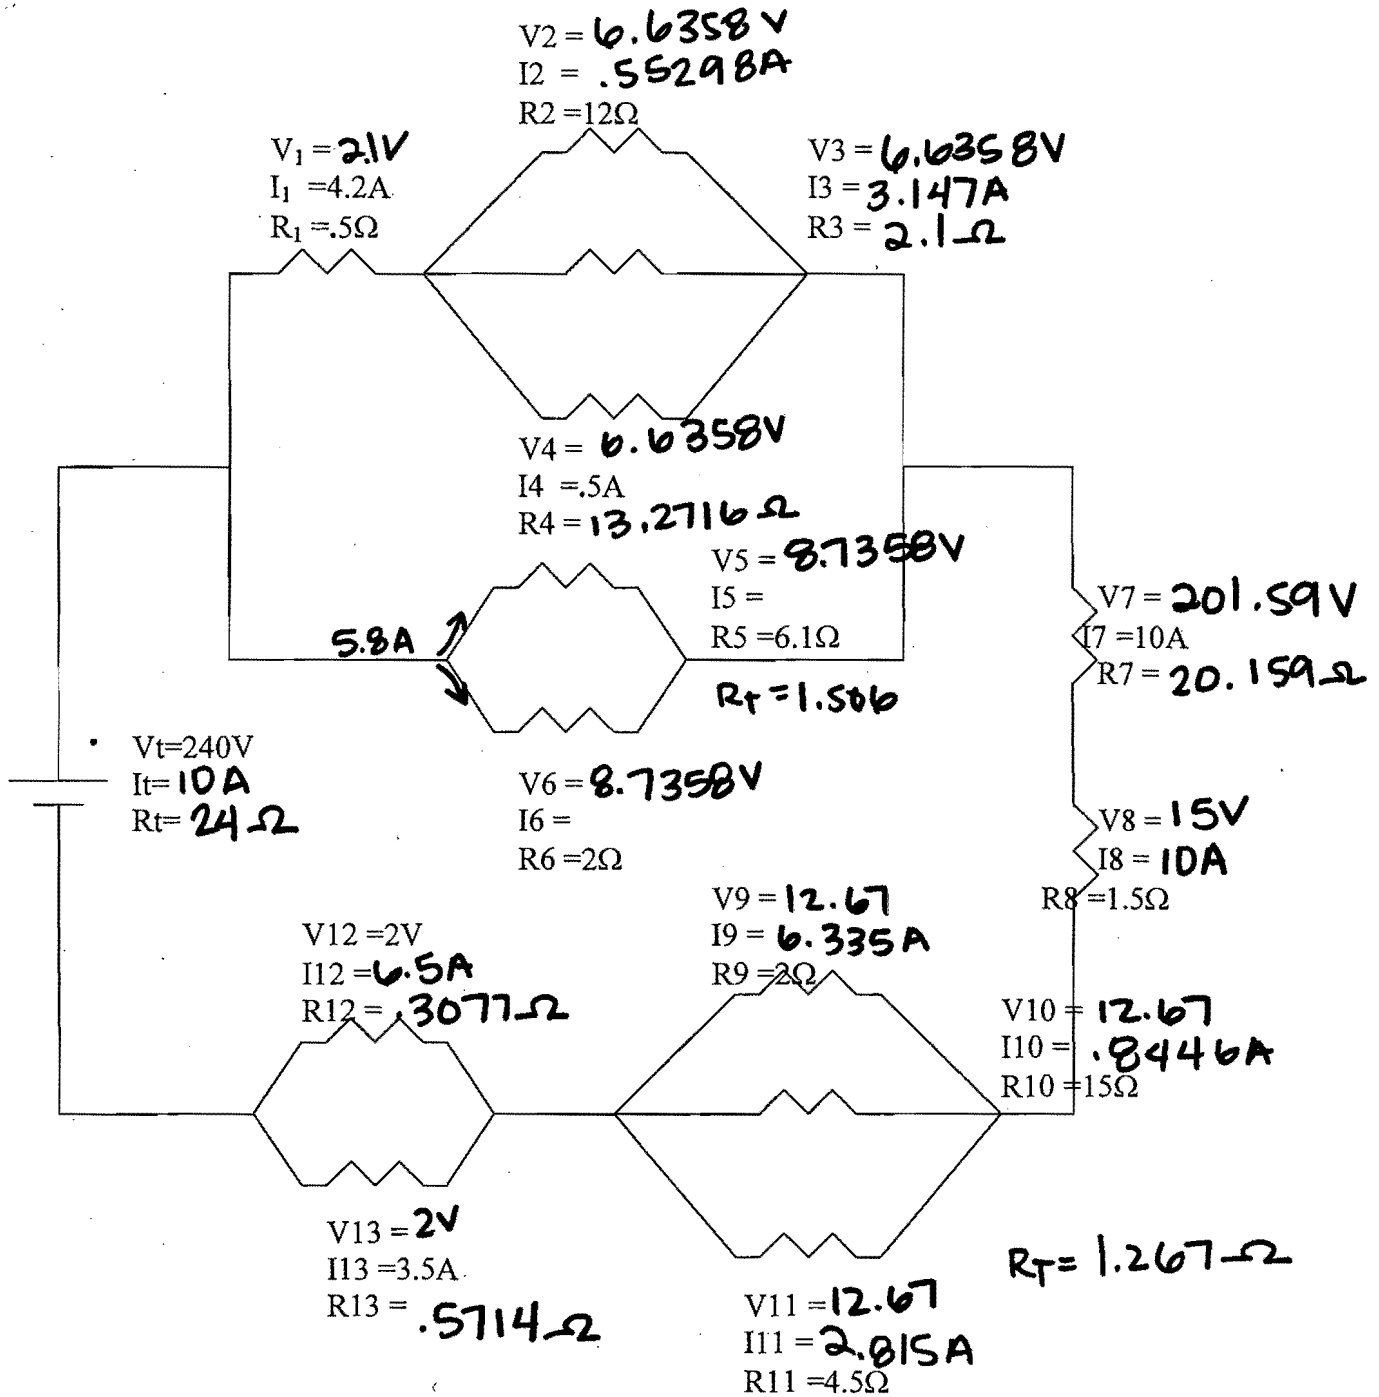 V2 = 6.6358 V
I2 = .55298A
R2 =12Ω
V1 = 2.1V
I1 =4.2A
R1 =.5Ω
V3 = 6.6358V
I3 = 3.147A
R3 = 2.1Ω
V4 = 6.6358V
I4 =.5A
R4 = 13.2716Ω
V5 = 8.7358V
I5 =
R5 =6.1Ω
5.8A
RT = 1.506
V6 = 8.7358V
I6 =
R6 =2Ω
V7 = 201.59V
I7 =10A
R7 = 20.159Ω
Vt=240V
It= 10A
Rt= 24Ω
V8 = 15V
I8 = 10A
R8 =1.5Ω
V9 = 12.67
I9 = 6.335A
R9 =2Ω
V12 =2V
I12 = 6.5A
R12 = .3077Ω
V10 = 12.67
I10 = .8446A
R10 =15Ω
V13 = 2V
I13 =3.5A
R13 = .5714Ω
RT= 1.267Ω
V11 = 12.67
I11 = 2.815A
R11 =4.5Ω